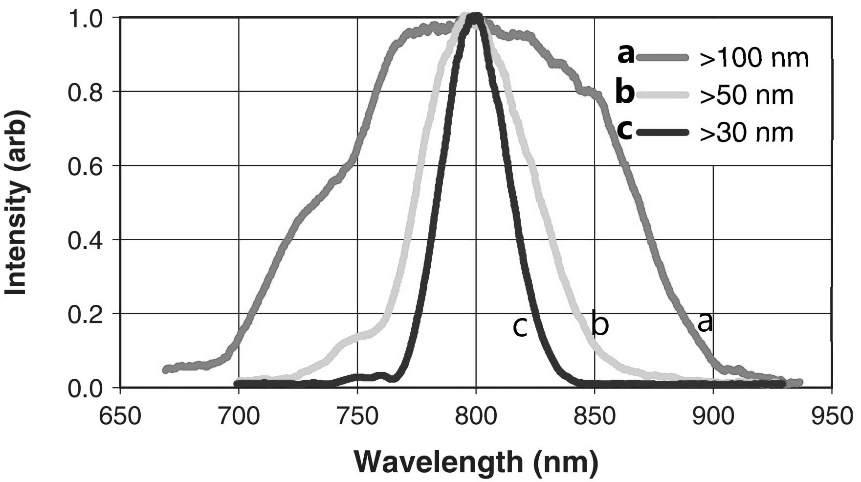 1.0
0.8
0.6
0.4
0.2
0.0
Intensity (arb)
a >100 nm
b >50 nm
c >30 nm
c b a
650 700 750 800 850 900 950
Wavelength (nm)